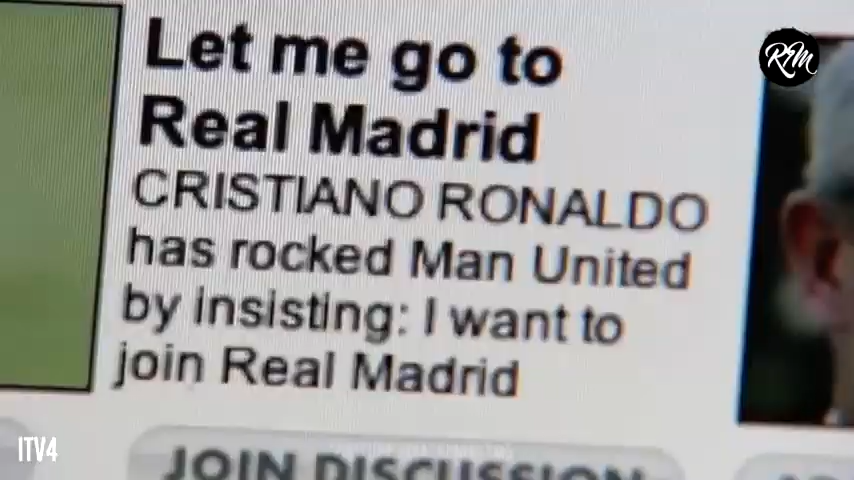 Let me go to
Real Madrid
CRISTIANO RONALDO
has rocked Man United
by insisting: I want to
join Real Madrid
JOIN DISCUSSION
RM
ITV4